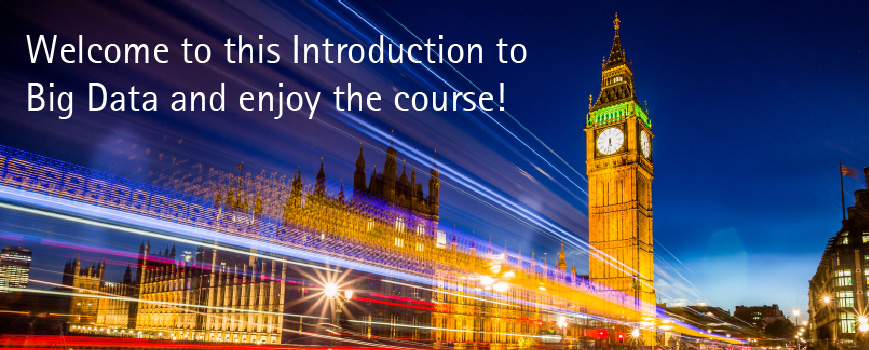 Welcome to this Introduction to
Big Data and enjoy the course!